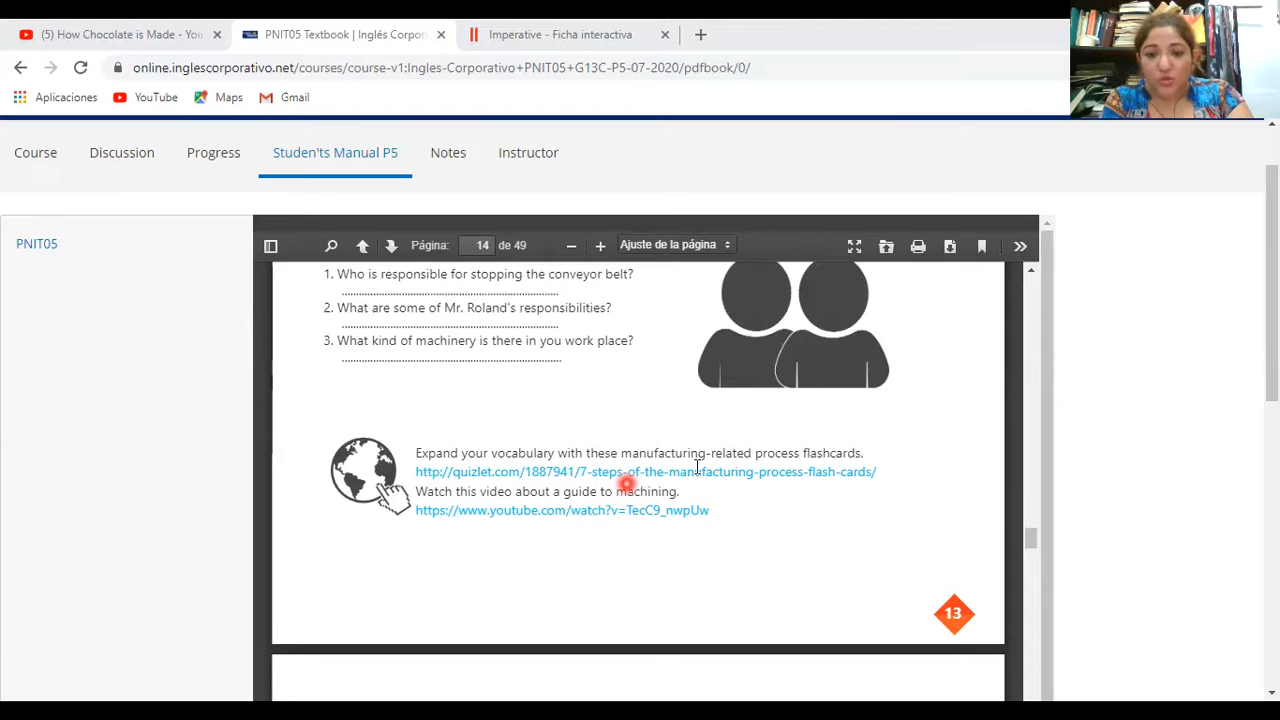 (5) How Chocolate is Made - You
PNIT05 Textbook | Inglés Corpor
Imperative - Ficha interactiva
online.inglescorporativo.net/courses/course-v1:Ingles-Corporativo+PNIT05+G13C-P5-07-2020/pdfbook/0/
Aplicaciones
YouTube
Maps
Gmail
Course
Discussion
Progress
Studen'ts Manual P5
Notes
Instructor
PNIT05
Página:
14
de 49
Ajuste de la página
1. Who is responsible for stopping the conveyor belt?
2. What are some of Mr. Roland's responsibilities?
3. What kind of machinery is there in you work place?
Expand your vocabulary with these manufacturing-related process flashcards.
http://quizlet.com/1887941/7-steps-of-the-manufacturing-process-flash-cards/
Watch this video about a guide to machining.
https://www.youtube.com/watch?v=TecC9_nwpUw
13